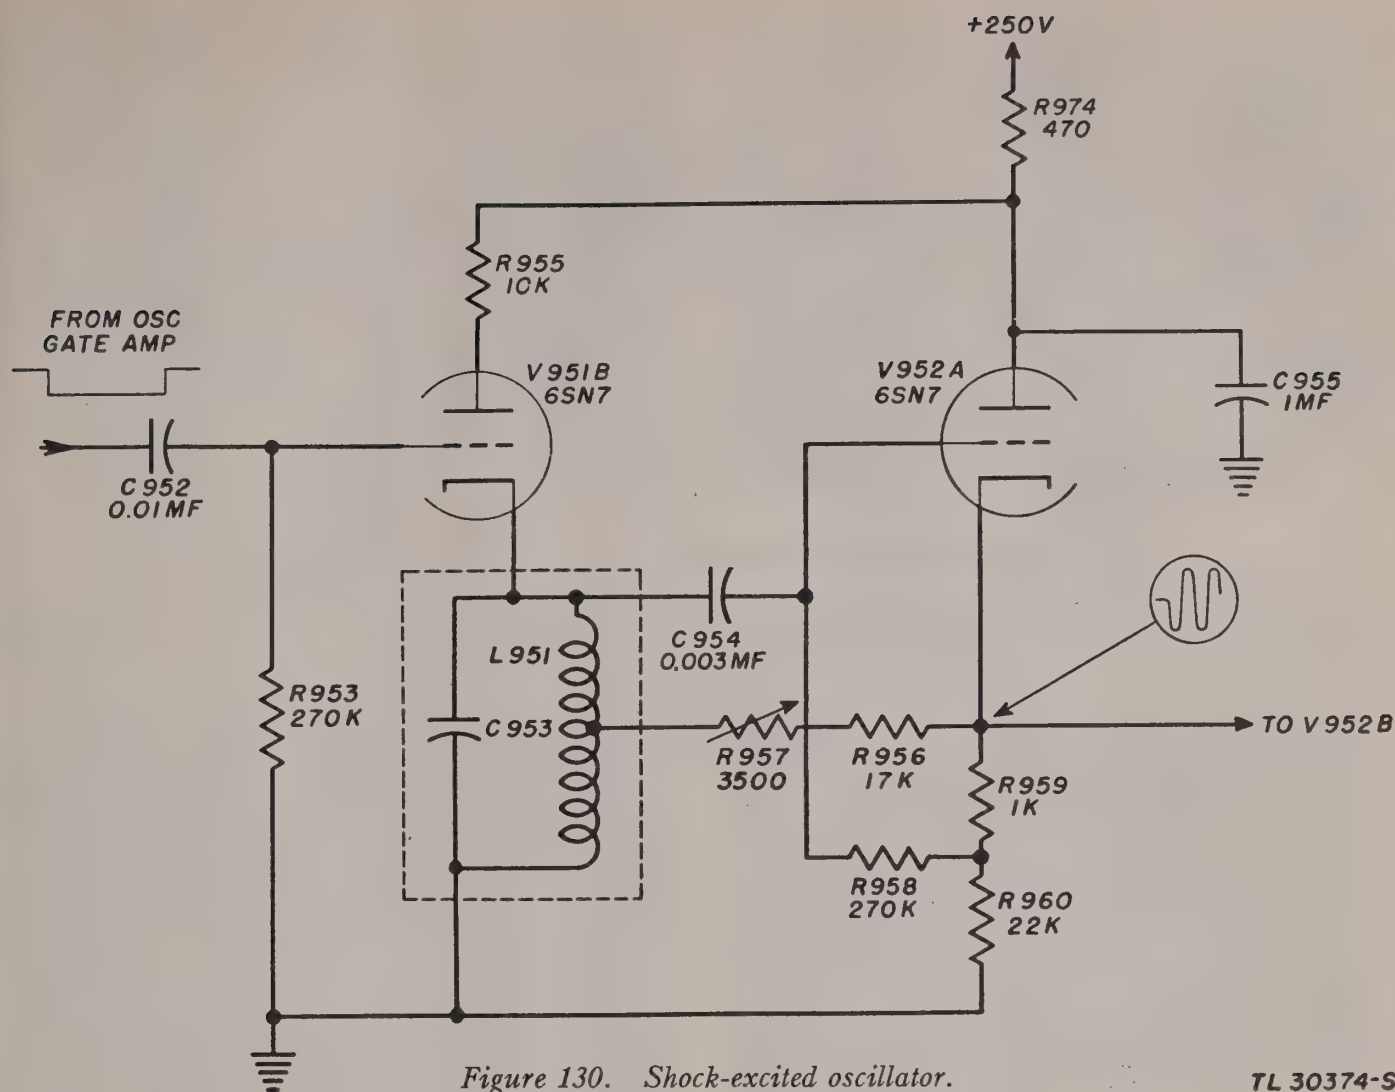 +250V
R974
470
R955
10K
FROM OSC
GATE AMP
V951B
6SN7
V952A
6SN7
C955
1MF
C952
0.01MF
L951
C954
0.003MF
R953
270K
C953
R957
3500
R956
17K
TO V952B
R959
1K
R958
270K
R960
22K
Figure 130. Shock-excited oscillator.
TL 30374-S